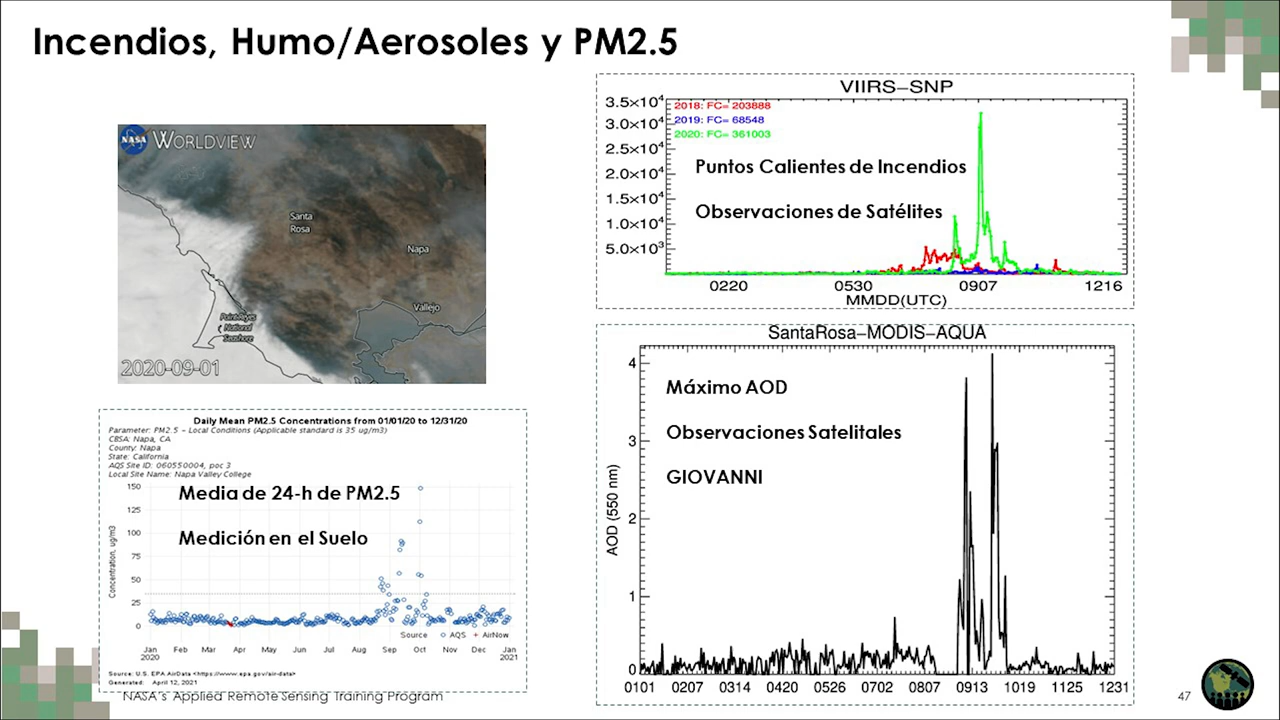 Incendios, Humo/Aerosoles y PM2.5
NASA WORLDVIEW
Santa
Rosa
Napa
Vallejo
Point Reyes
National
Seashore
2020-09-01
VIIRS-SNP
3.5×10⁴
3.0×10⁴
2.5×10⁴
2.0×10⁴
1.5×10⁴
1.0×10⁴
5.0×10³
2018: FC= 203888
2019: FC= 68548
2020: FC= 361003
Puntos Calientes de Incendios
Observaciones de Satélites
0220 0530 0907 1216
MMDD(UTC)
Daily Mean PM2.5 Concentrations from 01/01/20 to 12/31/20
Parameter: PM2.5 - Local Conditions (Applicable standard is 35 ug/m3)
CBSA: Napa, CA
County: Napa
State: California
AQS Site ID: 060550004, poc 3
Local Site Name: Napa Valley College
Media de 24-h de PM2.5
Medición en el Suelo
Concentration, ug/m3
150
125
100
75
50
25
0
Source AQS AirNow
Jan Feb Mar Apr May Jun Jul Aug Sep Oct Nov Dec Jan
2020 2021
Source: U.S. EPA AirData <https://www.epa.gov/air-data>
Generated: April 12, 2021
SantaRosa-MODIS-AQUA
Máximo AOD
Observaciones Satelitales
GIOVANNI
AOD (550 nm)
4
3
2
1
0
0101 0207 0314 0420 0526 0702 0807 0913 1019 1125 1231
NASA's Applied Remote Sensing Training Program
47